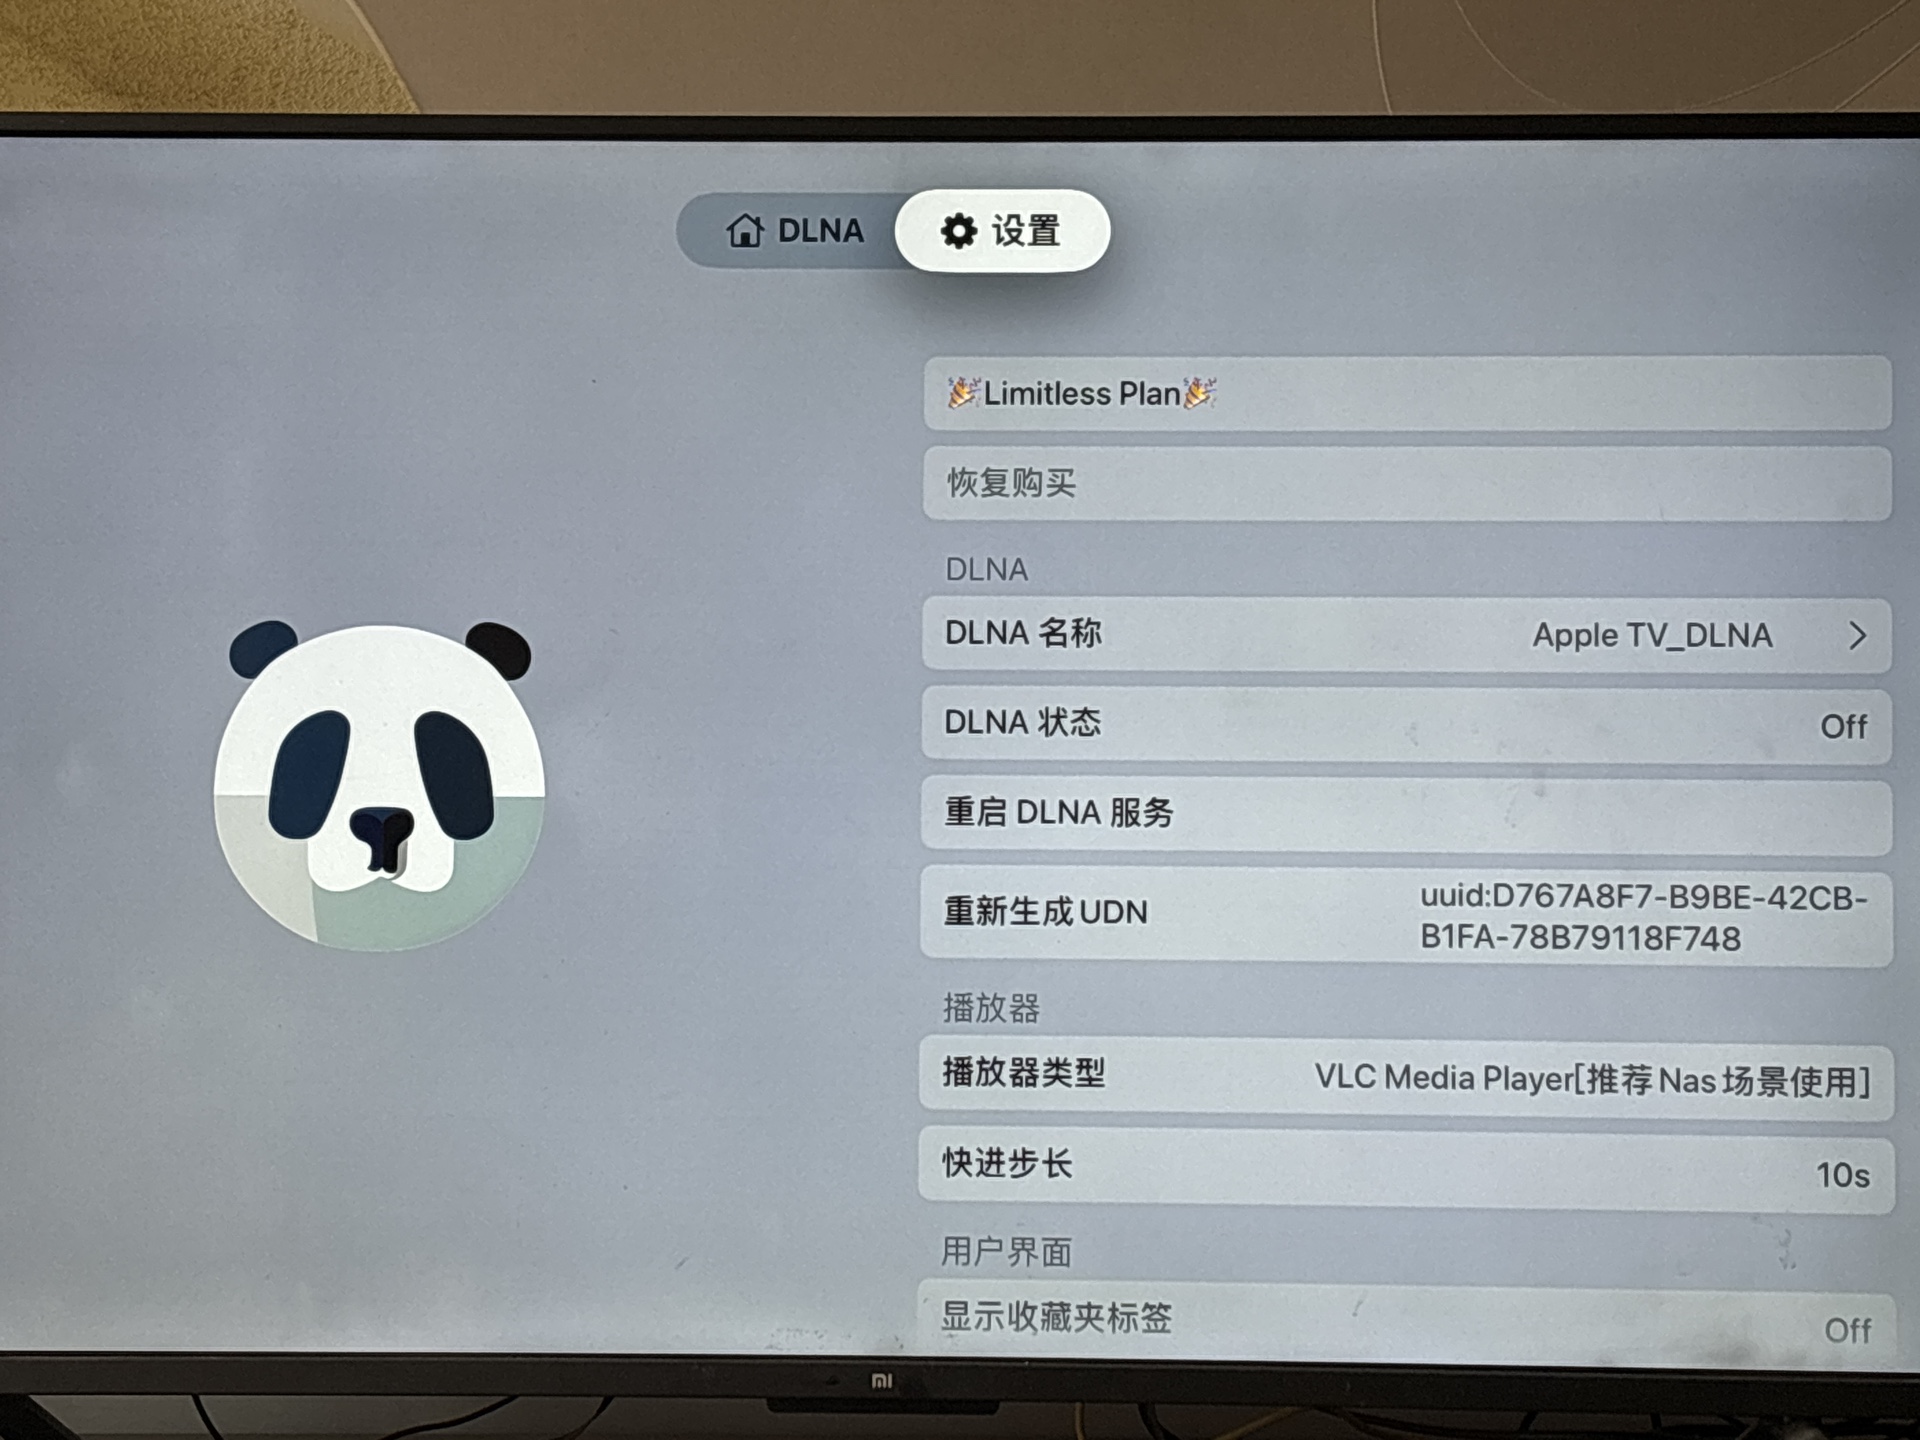 DLNA
设置
🎉Limitless Plan🎉
恢复购买
DLNA
DLNA 名称
Apple TV_DLNA
DLNA 状态
Off
重启 DLNA 服务
重新生成UDN
uuid:D767A8F7-B9BE-42CB-
B1FA-78B79118F748
播放器
播放器类型
VLC Media Player[推荐 Nas 场景使用]
快进步长
10s
用户界面
显示收藏夹标签
Off
mi